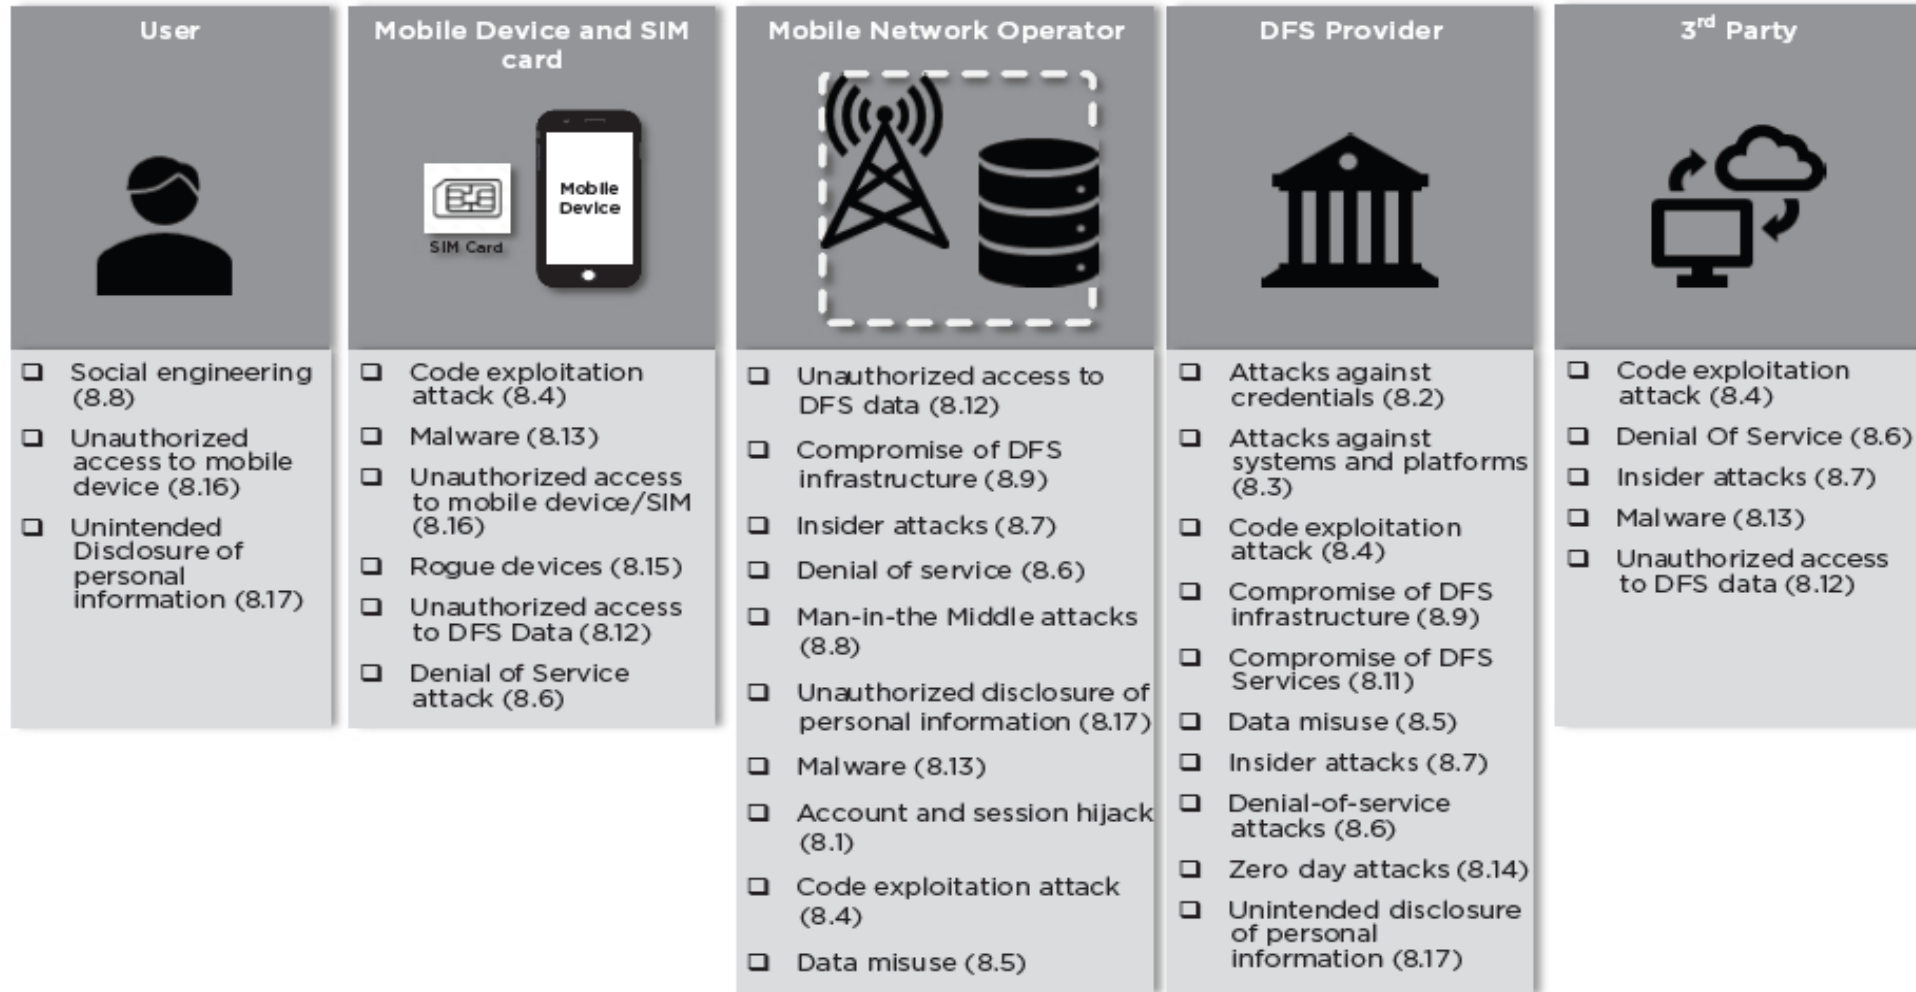 User
❑ Social engineering
(8.8)
❑ Unauthorized
access to mobile
device (8.16)
❑ Unintended
Disclosure of
personal
information (8.17)
Mobile Device and SIM
card
SIM Card
Mobile
Device
❑ Code exploitation
attack (8.4)
❑ Malware (8.13)
❑ Unauthorized access
to mobile device/SIM
(8.16)
❑ Rogue devices (8.15)
❑ Unauthorized access
to DFS Data (8.12)
❑ Denial of Service
attack (8.6)
Mobile Network Operator
❑ Unauthorized access to
DFS data (8.12)
❑ Compromise of DFS
infrastructure (8.9)
❑ Insider attacks (8.7)
❑ Denial of service (8.6)
❑ Man-in-the Middle attacks
(8.8)
❑ Unauthorized disclosure of
personal information (8.17)
❑ Malware (8.13)
❑ Account and session hijack
(8.1)
❑ Code exploitation attack
(8.4)
❑ Data misuse (8.5)
DFS Provider
❑ Attacks against
credentials (8.2)
❑ Attacks against
systems and platforms
(8.3)
❑ Code exploitation
attack (8.4)
❑ Compromise of DFS
infrastructure (8.9)
❑ Compromise of DFS
Services (8.11)
❑ Data misuse (8.5)
❑ Insider attacks (8.7)
❑ Denial-of-service
attacks (8.6)
❑ Zero day attacks (8.14)
❑ Unintended disclosure
of personal
information (8.17)
3rd Party
❑ Code exploitation
attack (8.4)
❑ Denial Of Service (8.6)
❑ Insider attacks (8.7)
❑ Malware (8.13)
❑ Unauthorized access
to DFS data (8.12)